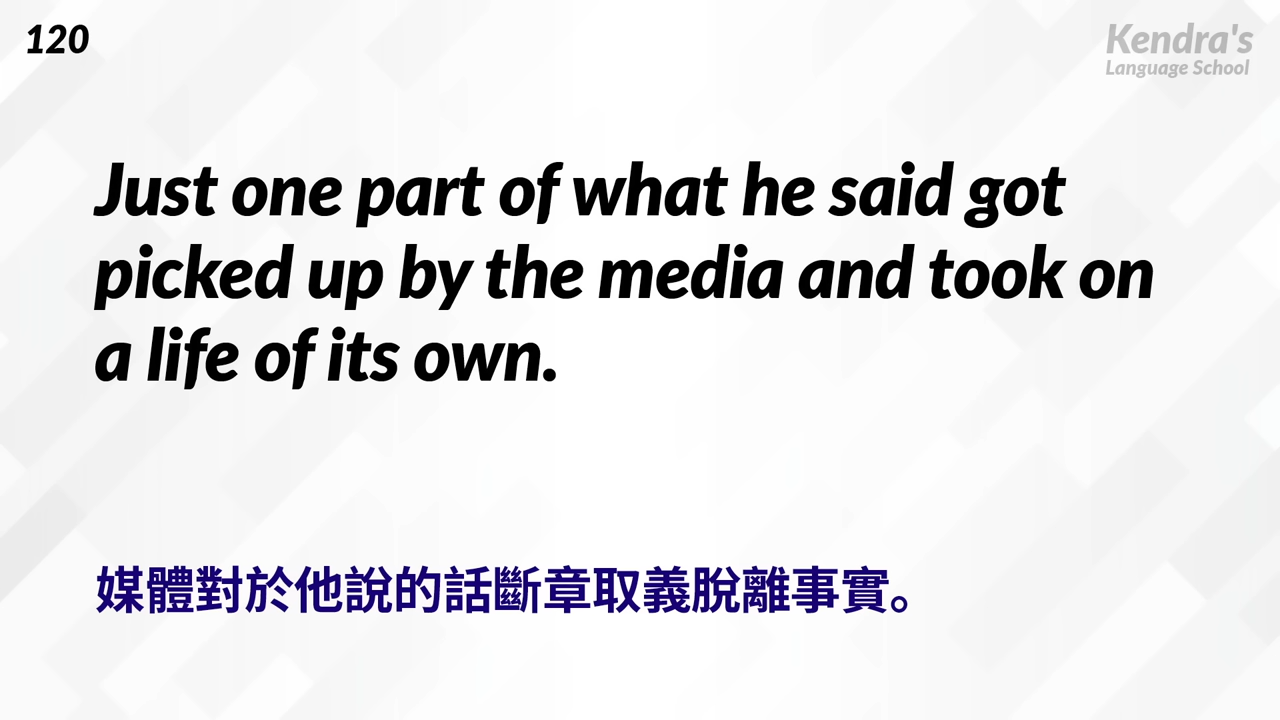 120
Kendra's
Language School
Just one part of what he said got
picked up by the media and took on
a life of its own.
媒體對於他說的話斷章取義脫離事實。